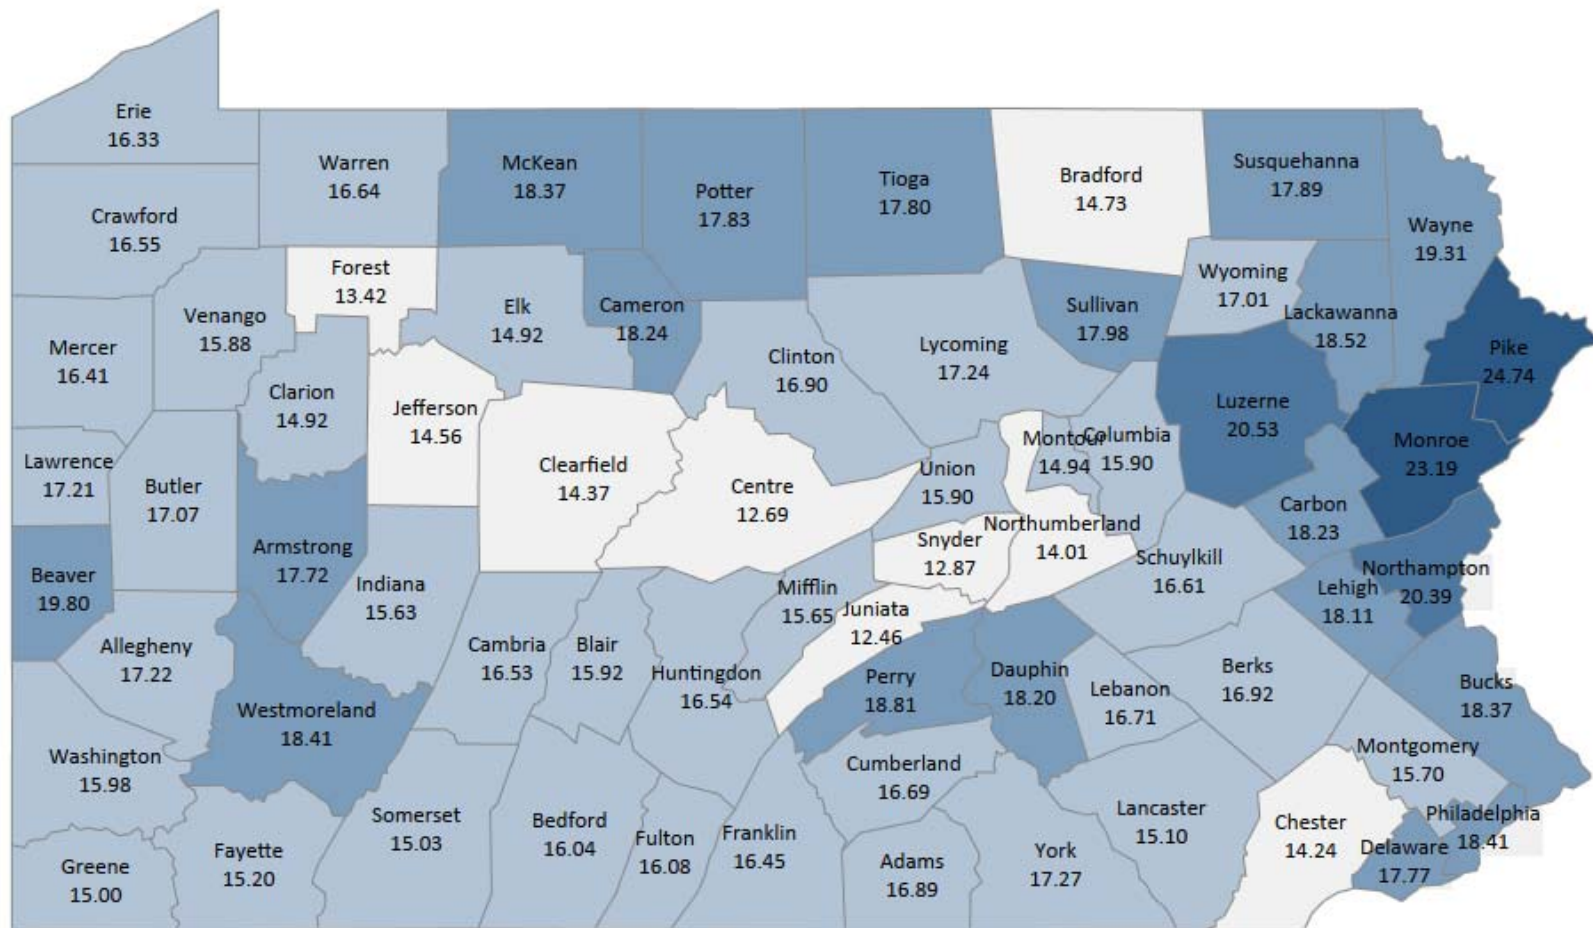 Erie
16.33
Warren
16.64
McKean
18.37
Potter
17.83
Tioga
17.80
Bradford
14.73
Susquehanna
17.89
Wayne
19.31
Crawford
16.55
Forest
13.42
Venango
15.88
Elk
14.92
Cameron
18.24
Clinton
16.90
Lycoming
17.24
Sullivan
17.98
Wyoming
17.01
Lackawanna
18.52
Pike
24.74
Mercer
16.41
Clarion
14.92
Jefferson
14.56
Clearfield
14.37
Centre
12.69
Union
15.90
Montour
14.94
Columbia
15.90
Luzerne
20.53
Monroe
23.19
Lawrence
17.21
Butler
17.07
Armstrong
17.72
Indiana
15.63
Snyder
12.87
Northumberland
14.01
Schuylkill
16.61
Carbon
18.23
Northampton
20.39
Lehigh
18.11
Beaver
19.80
Allegheny
17.22
Westmoreland
18.41
Cambria
16.53
Blair
15.92
Huntingdon
16.54
Mifflin
15.65
Juniata
12.46
Perry
18.81
Dauphin
18.20
Lebanon
16.71
Berks
16.92
Bucks
18.37
Montgomery
15.70
Washington
15.98
Greene
15.00
Fayette
15.20
Somerset
15.03
Bedford
16.04
Fulton
16.08
Franklin
16.45
Cumberland
16.69
Adams
16.89
York
17.27
Lancaster
15.10
Chester
14.24
Delaware
17.77
Philadelphia
18.41